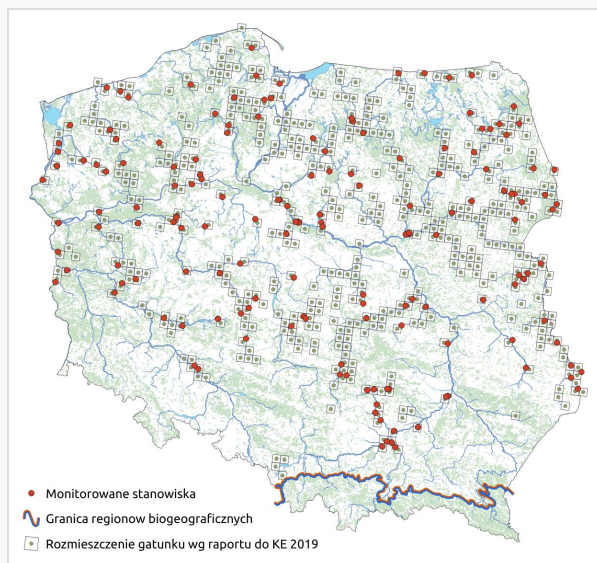 Monitorowane stanowiska
Granica regionow biogeograficznych
Rozmieszczenie gatunku wg raportu do KE 2019